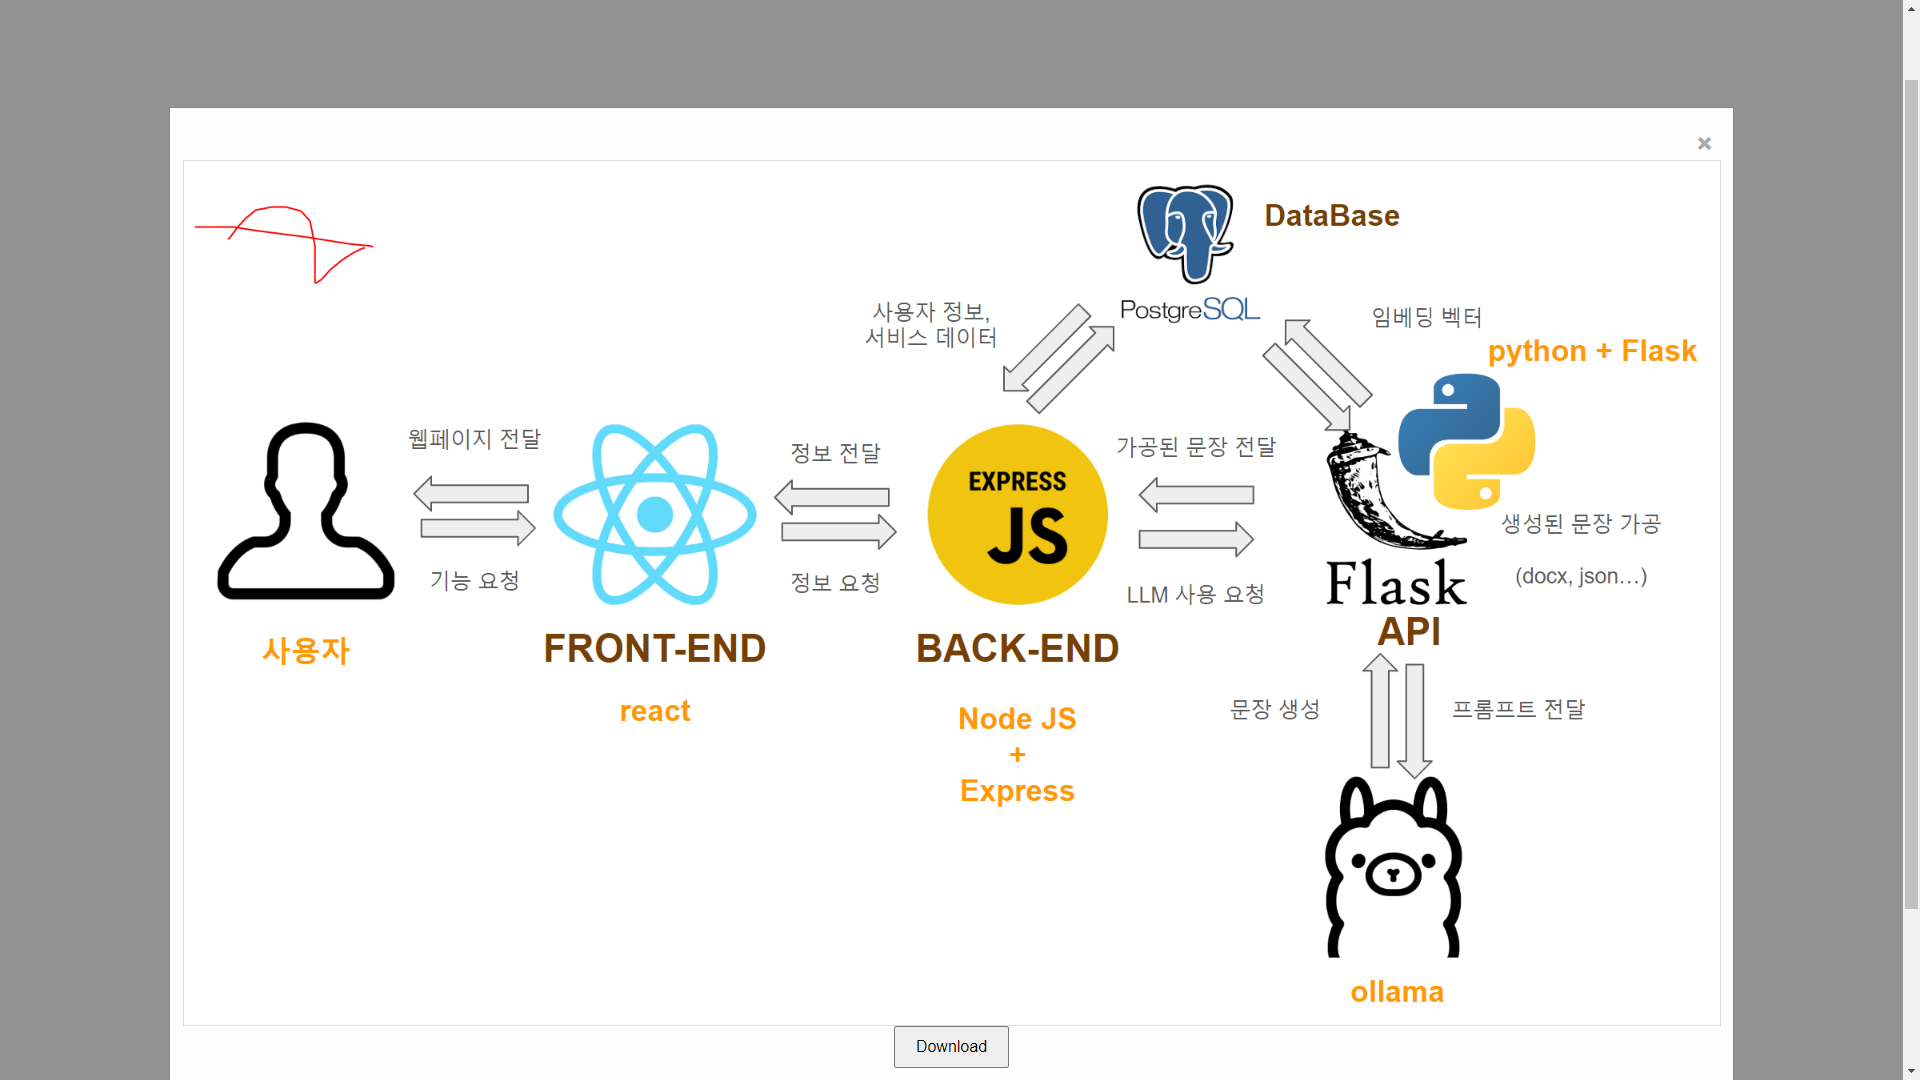 DataBase
PostgreSQL
사용자 정보,
서비스 데이터
임베딩 벡터
python + Flask
웹페이지 전달
기능 요청
사용자
FRONT-END
react
정보 전달
정보 요청
EXPRESS
JS
BACK-END
Node JS
+
Express
가공된 문장 전달
LLM 사용 요청
생성된 문장 가공
(docx, json...)
Flask
API
문장 생성
프롬프트 전달
ollama
Download